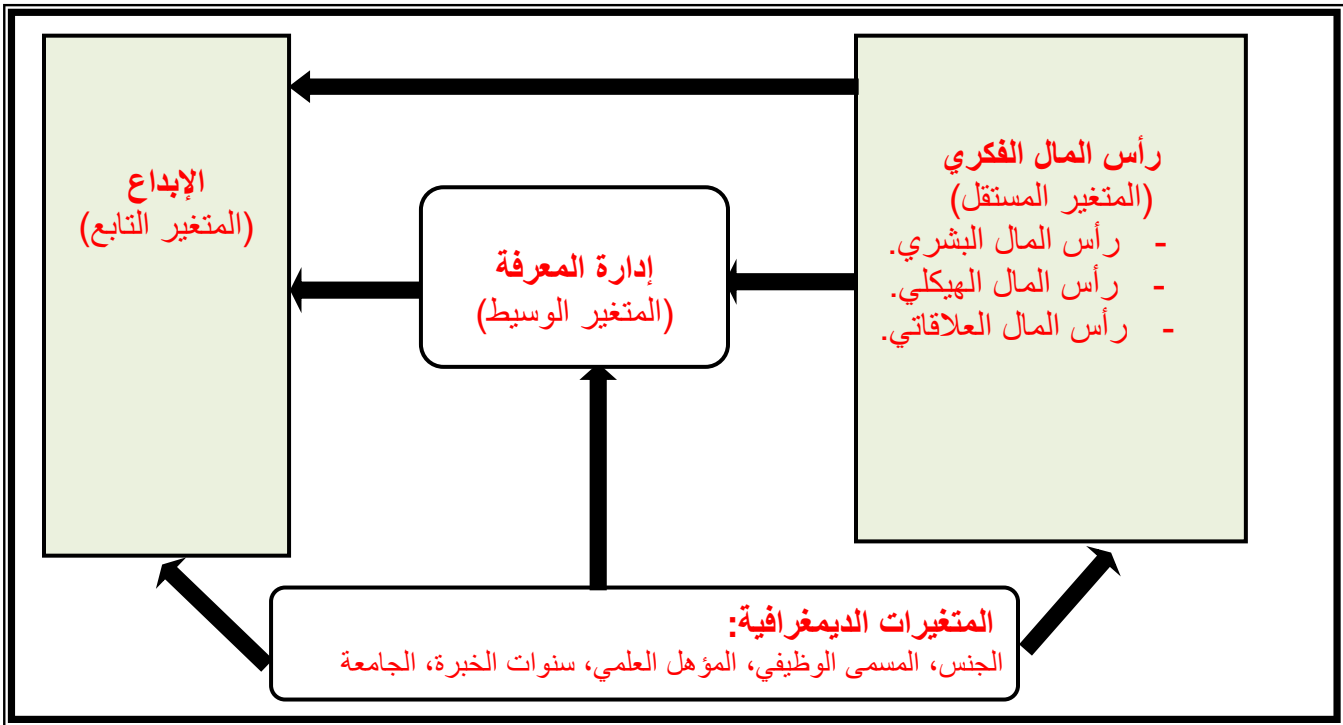 رأس المال الفكري
(المتغير المستقل)
- رأس المال البشري.
- رأس المال الهيكلي.
- رأس المال العلاقاتي.
إدارة المعرفة
(المتغير الوسيط)
الإبداع
(المتغير التابع)
المتغيرات الديمغرافية:
الجنس، المسمى الوظيفي، المؤهل العلمي، سنوات الخبرة، الجامعة